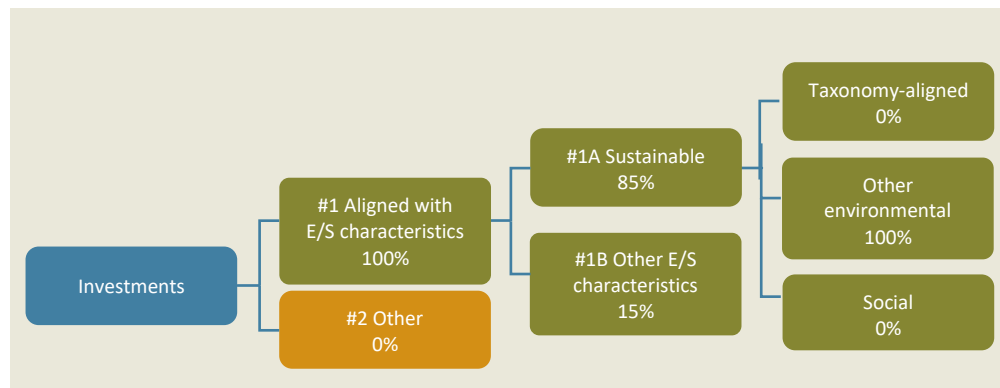 Investments
#1 Aligned with
E/S characteristics
100%
#2 Other
0%
#1A Sustainable
85%
#1B Other E/S
characteristics
15%
Taxonomy-aligned
0%
Other
environmental
100%
Social
0%